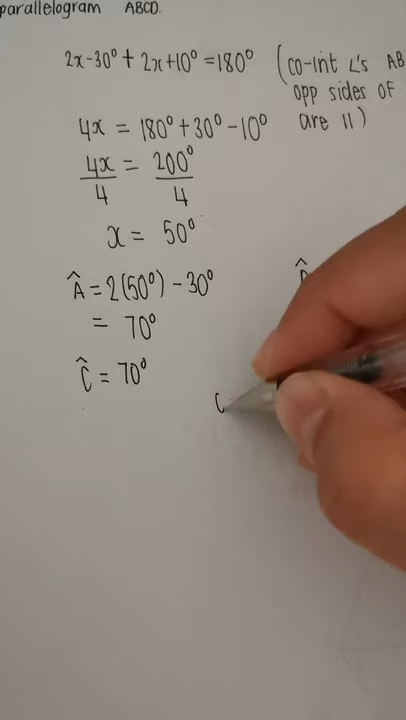 parallelogram ABCD.
2x-30° + 2x+10° = 180° (co-int ∠'s AB
opp sides of
are ||)
4x = 180° + 30° - 10°
4x/4 = 200°/4
x = 50°
Â = 2(50°) - 30°
= 70°
Ĉ = 70°
(